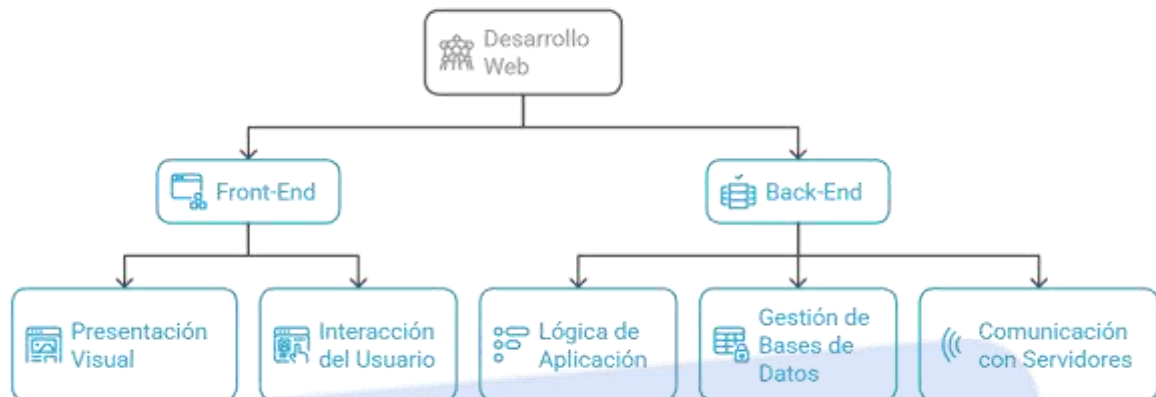 Desarrollo
Web
Front-End
Back-End
Presentación
Visual
Interacción
del Usuario
Lógica de
Aplicación
Gestión de
Bases de
Datos
Comunicación
con Servidores